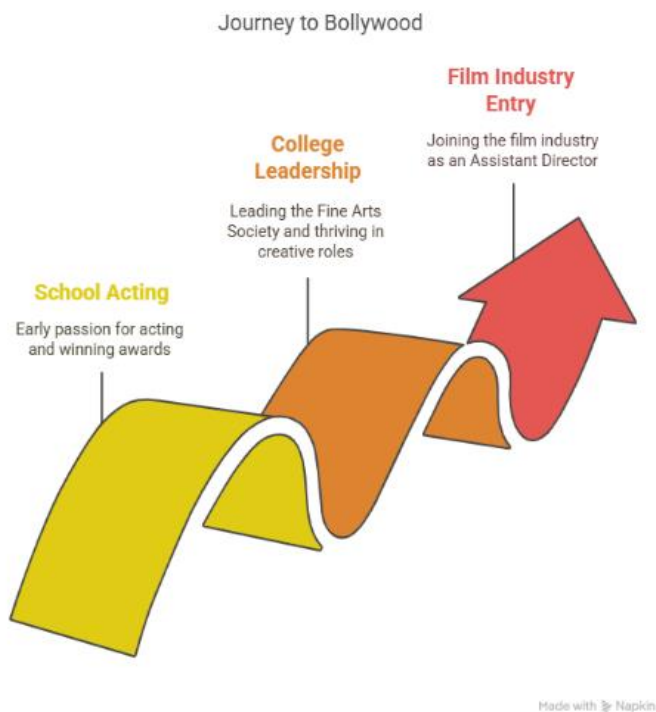 Journey to Bollywood
Film Industry
Entry
Joining the film industry
as an Assistant Director
College
Leadership
Leading the Fine Arts
Society and thriving in
creative roles
School Acting
Early passion for acting
and winning awards
Made with Napkin